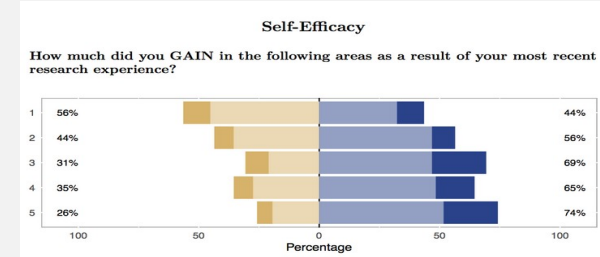 Self-Efficacy
How much did you GAIN in the following areas as a result of your most recent
research experience?
1 56% 44%
2 44% 56%
3 31% 69%
4 35% 65%
5 26% 74%
100 50 0 50 100
Percentage